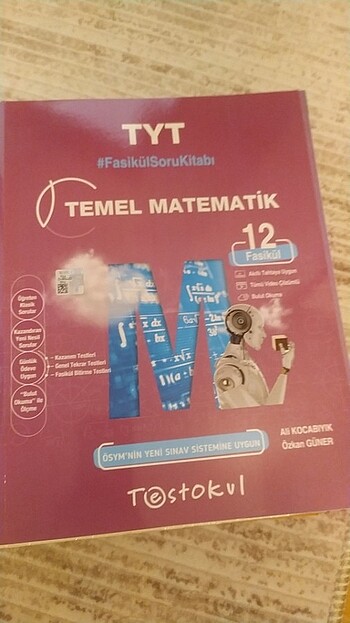 TYT
#FasikülSoruKitabı
TEMEL MATEMATİK
12
Fasikül
Akıllı Tahtaya Uygun
Tümü Video Çözümlü
Bulut Okuma
Öğreten
Klasik
Sorular
Kazandıran
Yeni Nesil
Sorular
Günlük
Ödeve
Uygun
Kazanım Testleri
Genel Tekrar Testleri
Fasikül Bitirme Testleri
"Bulut
Okuma" ile
Ölçme
M
ÖSYM'NİN YENİ SINAV SİSTEMİNE UYGUN
Ali KOCABIYIK
Özkan GÜNER
Testokul